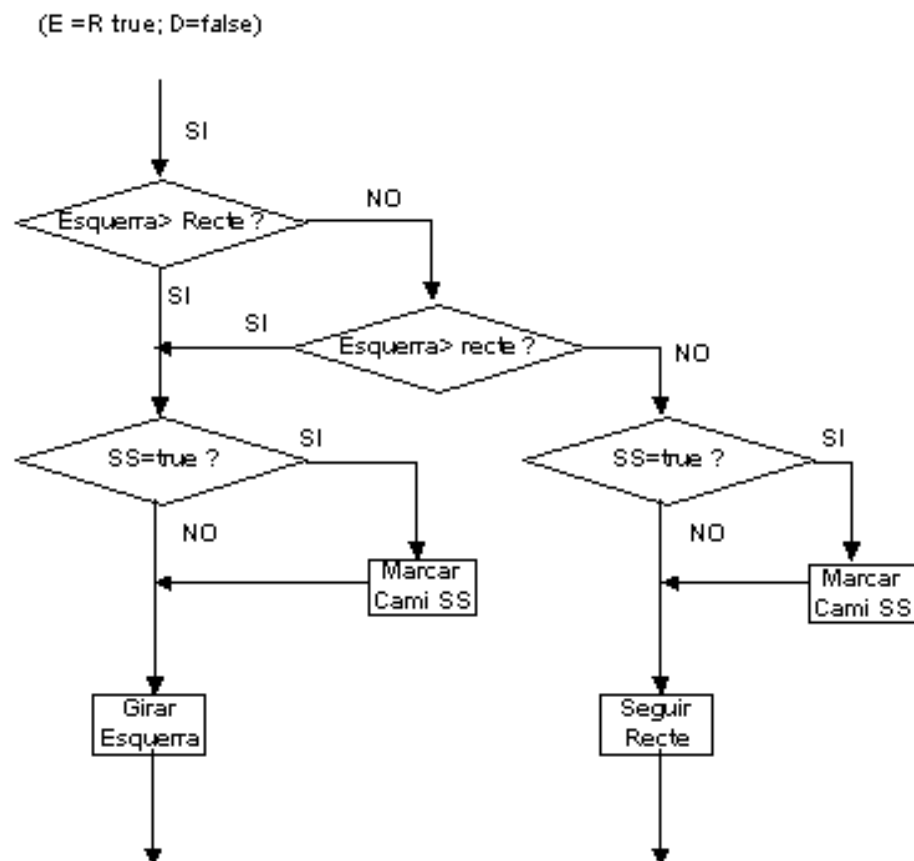 (E =R true; D=false)
SI
Esquerra> Recte ?
NO
SI
SI
Esquerra> recte ?
NO
SS=true ?
SI
SS=true ?
SI
NO
NO
Marcar
Cami SS
Marcar
Cami SS
Girar
Esquerra
Seguir
Recte